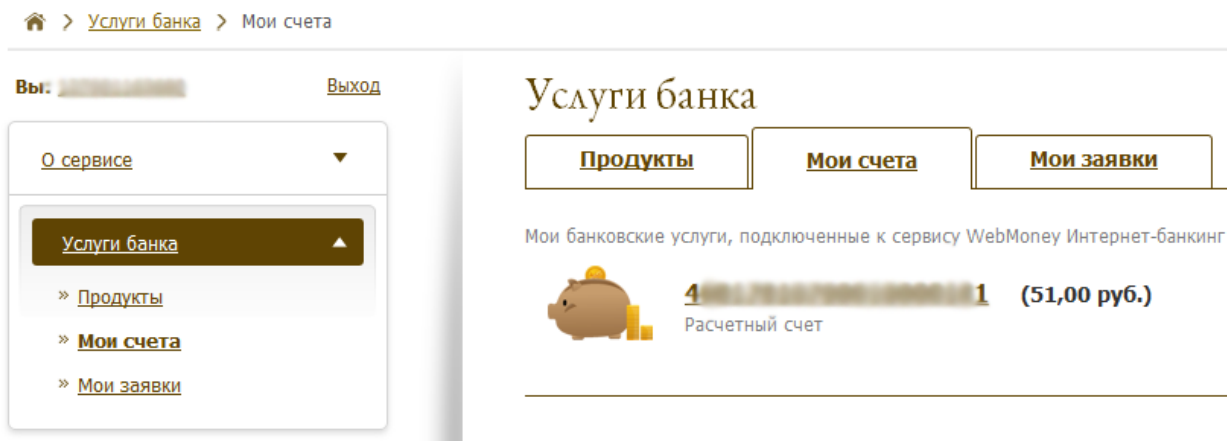 > Услуги банка > Мои счета
Вы: Выход
О сервисе
Услуги банка
» Продукты
» Мои счета
» Мои заявки
Услуги банка
Продукты Мои счета Мои заявки
Мои банковские услуги, подключенные к сервису WebMoney Интернет-банкинг
(51,00 руб.)
Расчетный счет